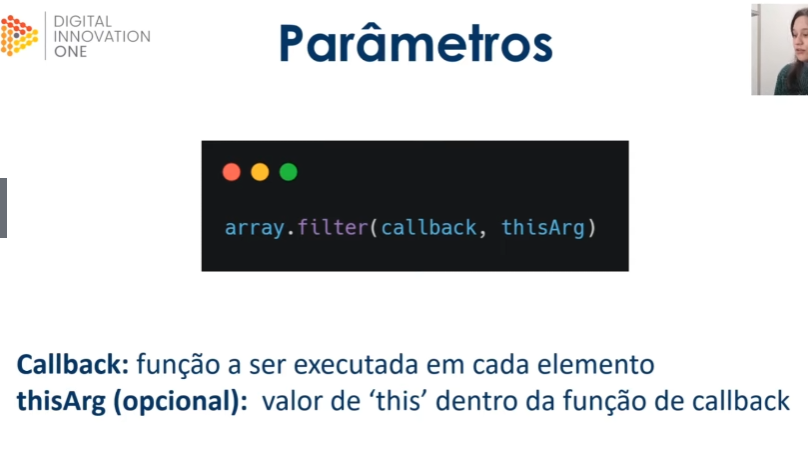 DIGITAL
INNOVATION
ONE
Parâmetros
array.filter(callback, thisArg)
Callback: função a ser executada em cada elemento
thisArg (opcional): valor de ‘this’ dentro da função de callback